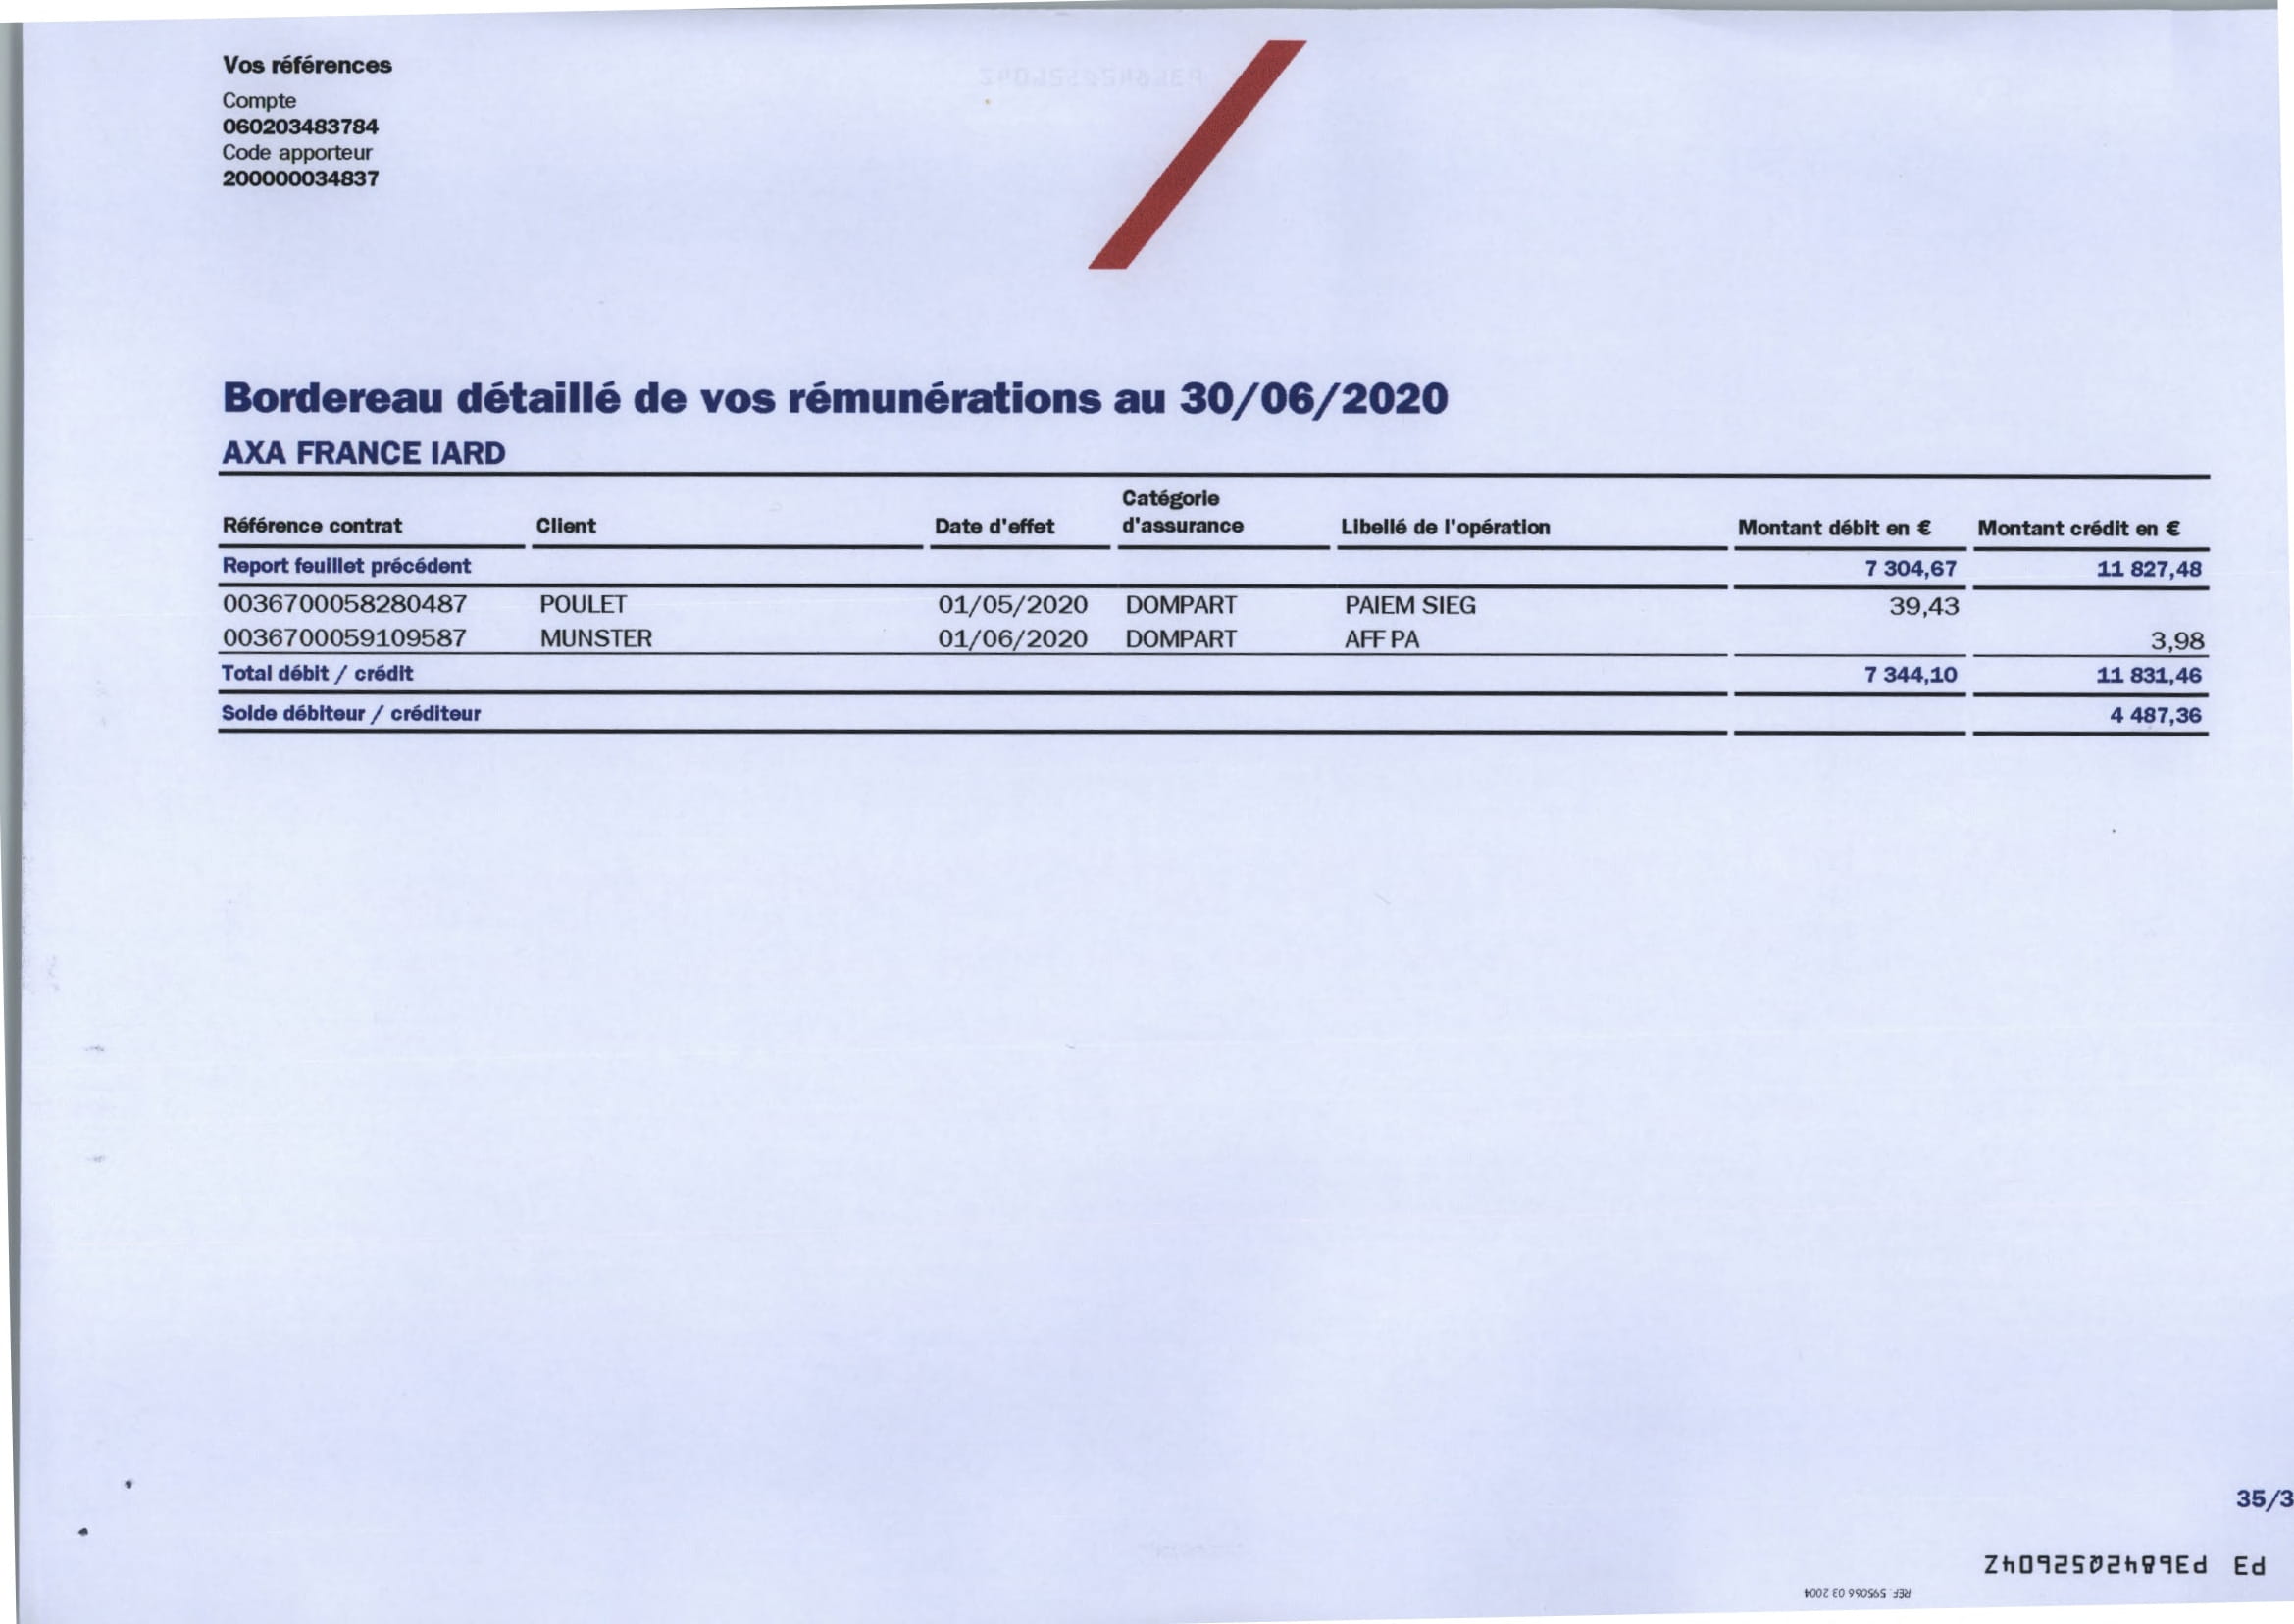 Vos références
Compte
060203483784
Code apporteur
200000034837
Bordereau détaillé de vos rémunérations au 30/06/2020
AXA FRANCE IARD
Référence contrat Client Date d'effet Catégorie d'assurance Libellé de l'opération Montant débit en € Montant crédit en €
Report feuillet précédent 7 304,67 11 827,48
0036700058280487 POULET 01/05/2020 DOMPART PAIEM SIEG 39,43
0036700059109587 MUNSTER 01/06/2020 DOMPART AFF PA 3,98
Total débit / crédit 7 344,10 11 831,46
Solde débiteur / créditeur 4 487,36
35/3
REF. 595066 03 2004